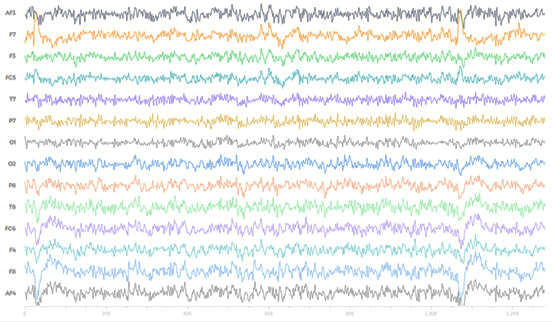 AF3
F7
F3
FC5
T7
P7
O1
O2
P8
T8
FC6
F4
F8
AF4
0 200 400 600 800 1,000 1,200